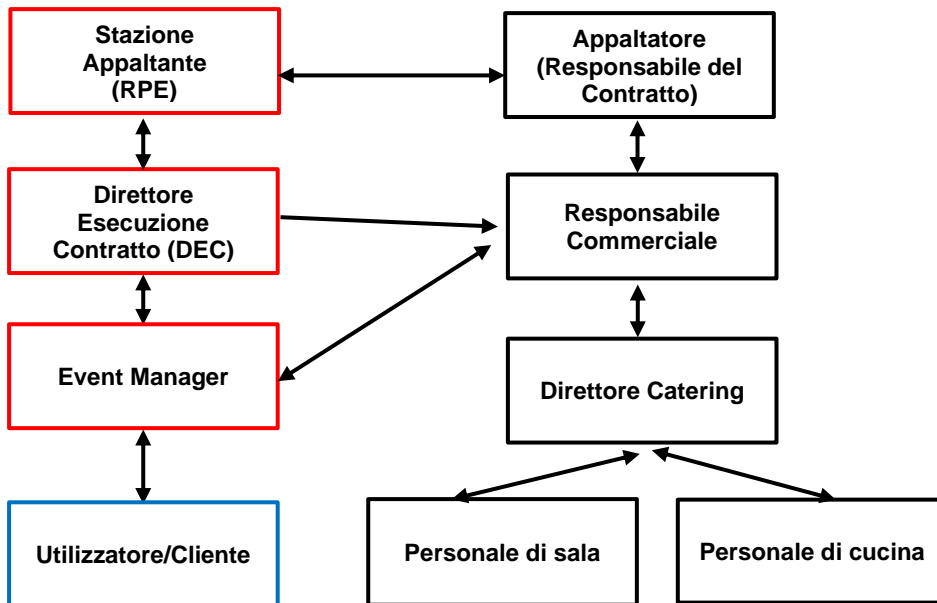 Stazione
Appaltante
(RPE)
Appaltatore
(Responsabile del
Contratto)
Direttore
Esecuzione
Contratto (DEC)
Responsabile
Commerciale
Event Manager
Direttore Catering
Utilizzatore/Cliente
Personale di sala
Personale di cucina